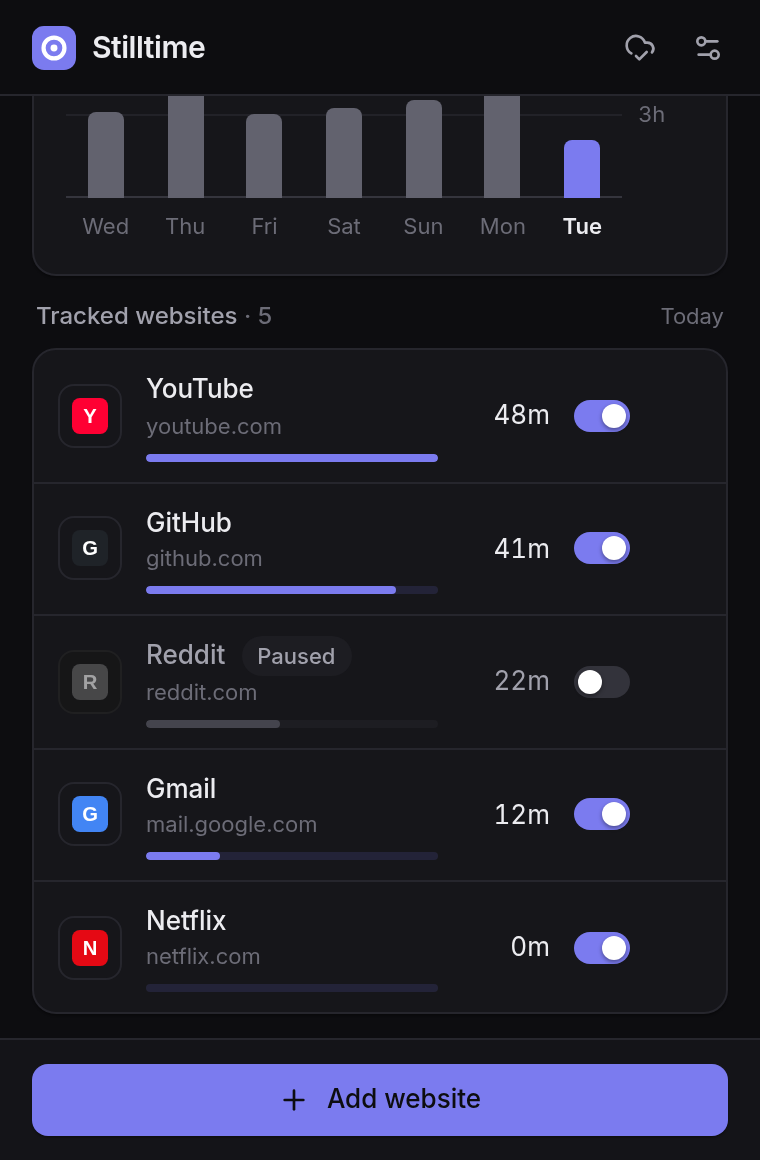 Stilltime
3h
Wed Thu Fri Sat Sun Mon Tue
Tracked websites · 5
Today
Y
YouTube
youtube.com
48m
G
GitHub
github.com
41m
R
Reddit
Paused
reddit.com
22m
G
Gmail
mail.google.com
12m
N
Netflix
netflix.com
0m
+ Add website